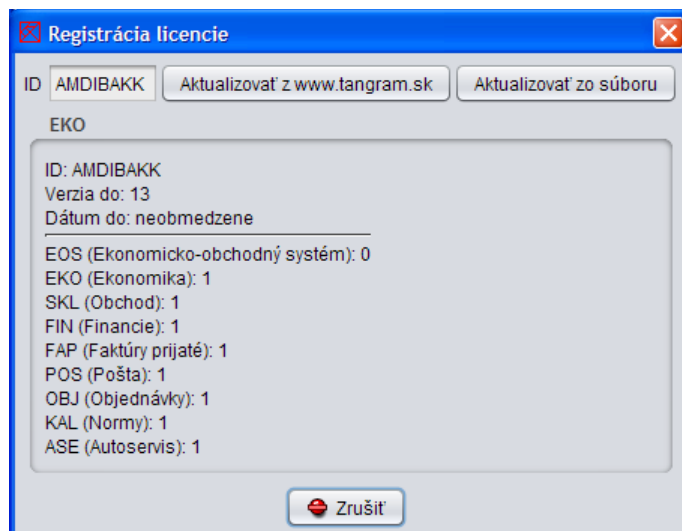 Registrácia licencie
ID AMDIBAKK Aktualizovať z www.tangram.sk Aktualizovať zo súboru
EKO
ID: AMDIBAKK
Verzia do: 13
Dátum do: neobmedzene
EOS (Ekonomicko-obchodný systém): 0
EKO (Ekonomika): 1
SKL (Obchod): 1
FIN (Financie): 1
FAP (Faktúry prijaté): 1
POS (Pošta): 1
OBJ (Objednávky): 1
KAL (Normy): 1
ASE (Autoservis): 1
Zrušiť